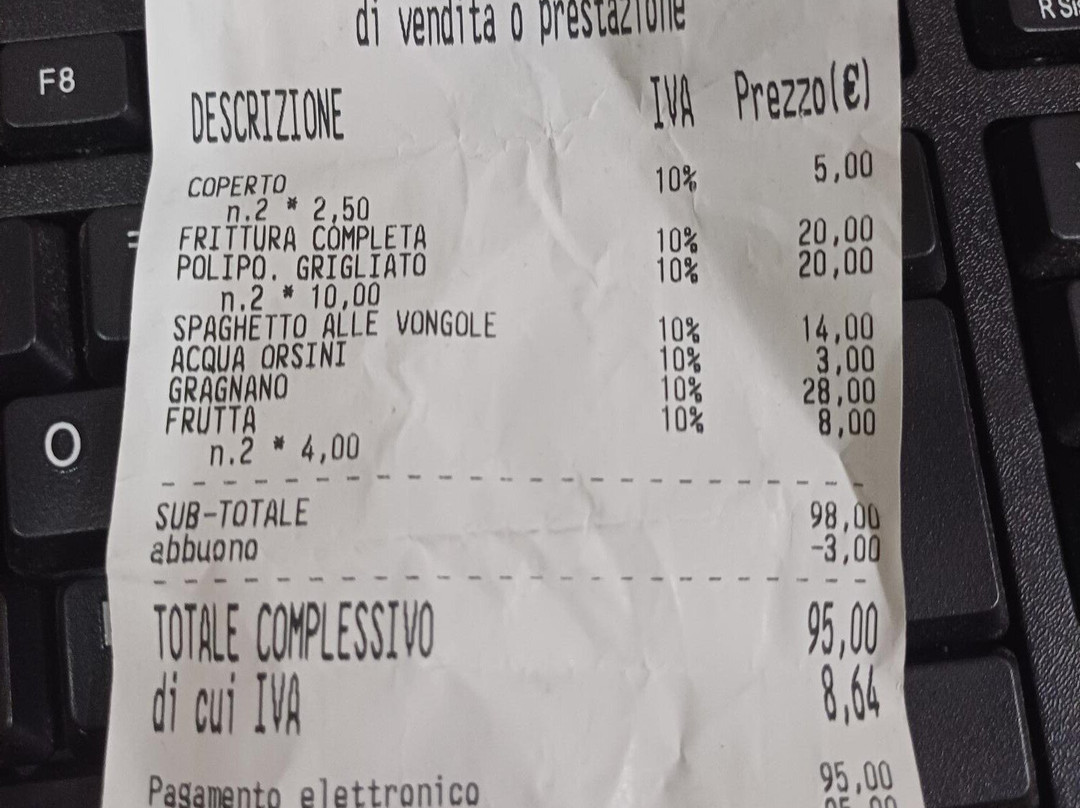 di vendita o prestazione
DESCRIZIONE IVA Prezzo(€)
COPERTO 10% 5,00
n.2 * 2,50
FRITTURA COMPLETA 10% 20,00
POLIPO. GRIGLIATO 10% 20,00
n.2 * 10,00
SPAGHETTO ALLE VONGOLE 10% 14,00
ACQUA ORSINI 10% 3,00
GRAGNANO 10% 28,00
FRUTTA 10% 8,00
n.2 * 4,00
SUB-TOTALE 98,00
abbuono -3,00
TOTALE COMPLESSIVO 95,00
di cui IVA 8,64
Pagamento elettronico 95,00
F8
O